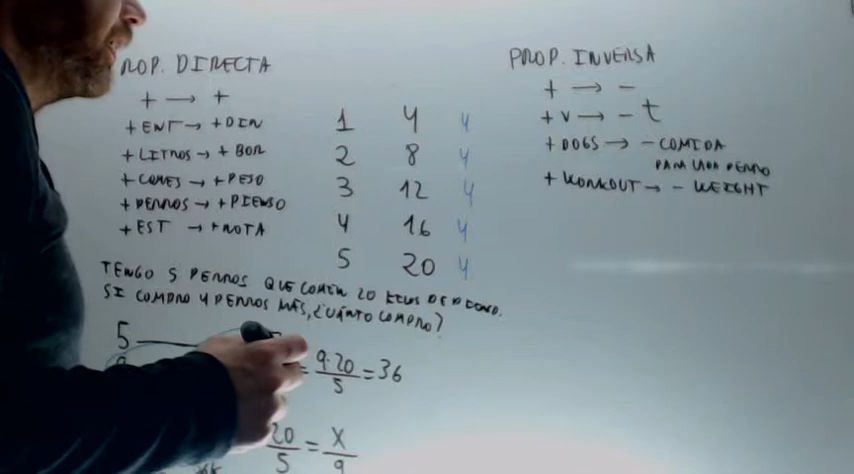 PROP. DIRECTA
+ → +
+ ENT → + DIN
+ LITROS → + BOR
+ COMES → + PESO
+ PERROS → + PIENSO
+ EST → + NOTA
1 4 4
2 8 4
3 12 4
4 16 4
5 20 4
PROP. INVERSA
+ → -
+ V → - t
+ DOGS → - COMIDA
PARA CADA PERRO
+ WORKOUT → - WEIGHT
TENGO 5 PERROS QUE COMEN 20 KILOS DE PIENSO.
SI COMPRO 4 PERROS MÁS, ¿CUÁNTO COMPRO?
5
= 9·20/5 = 36
20/5 = X/9